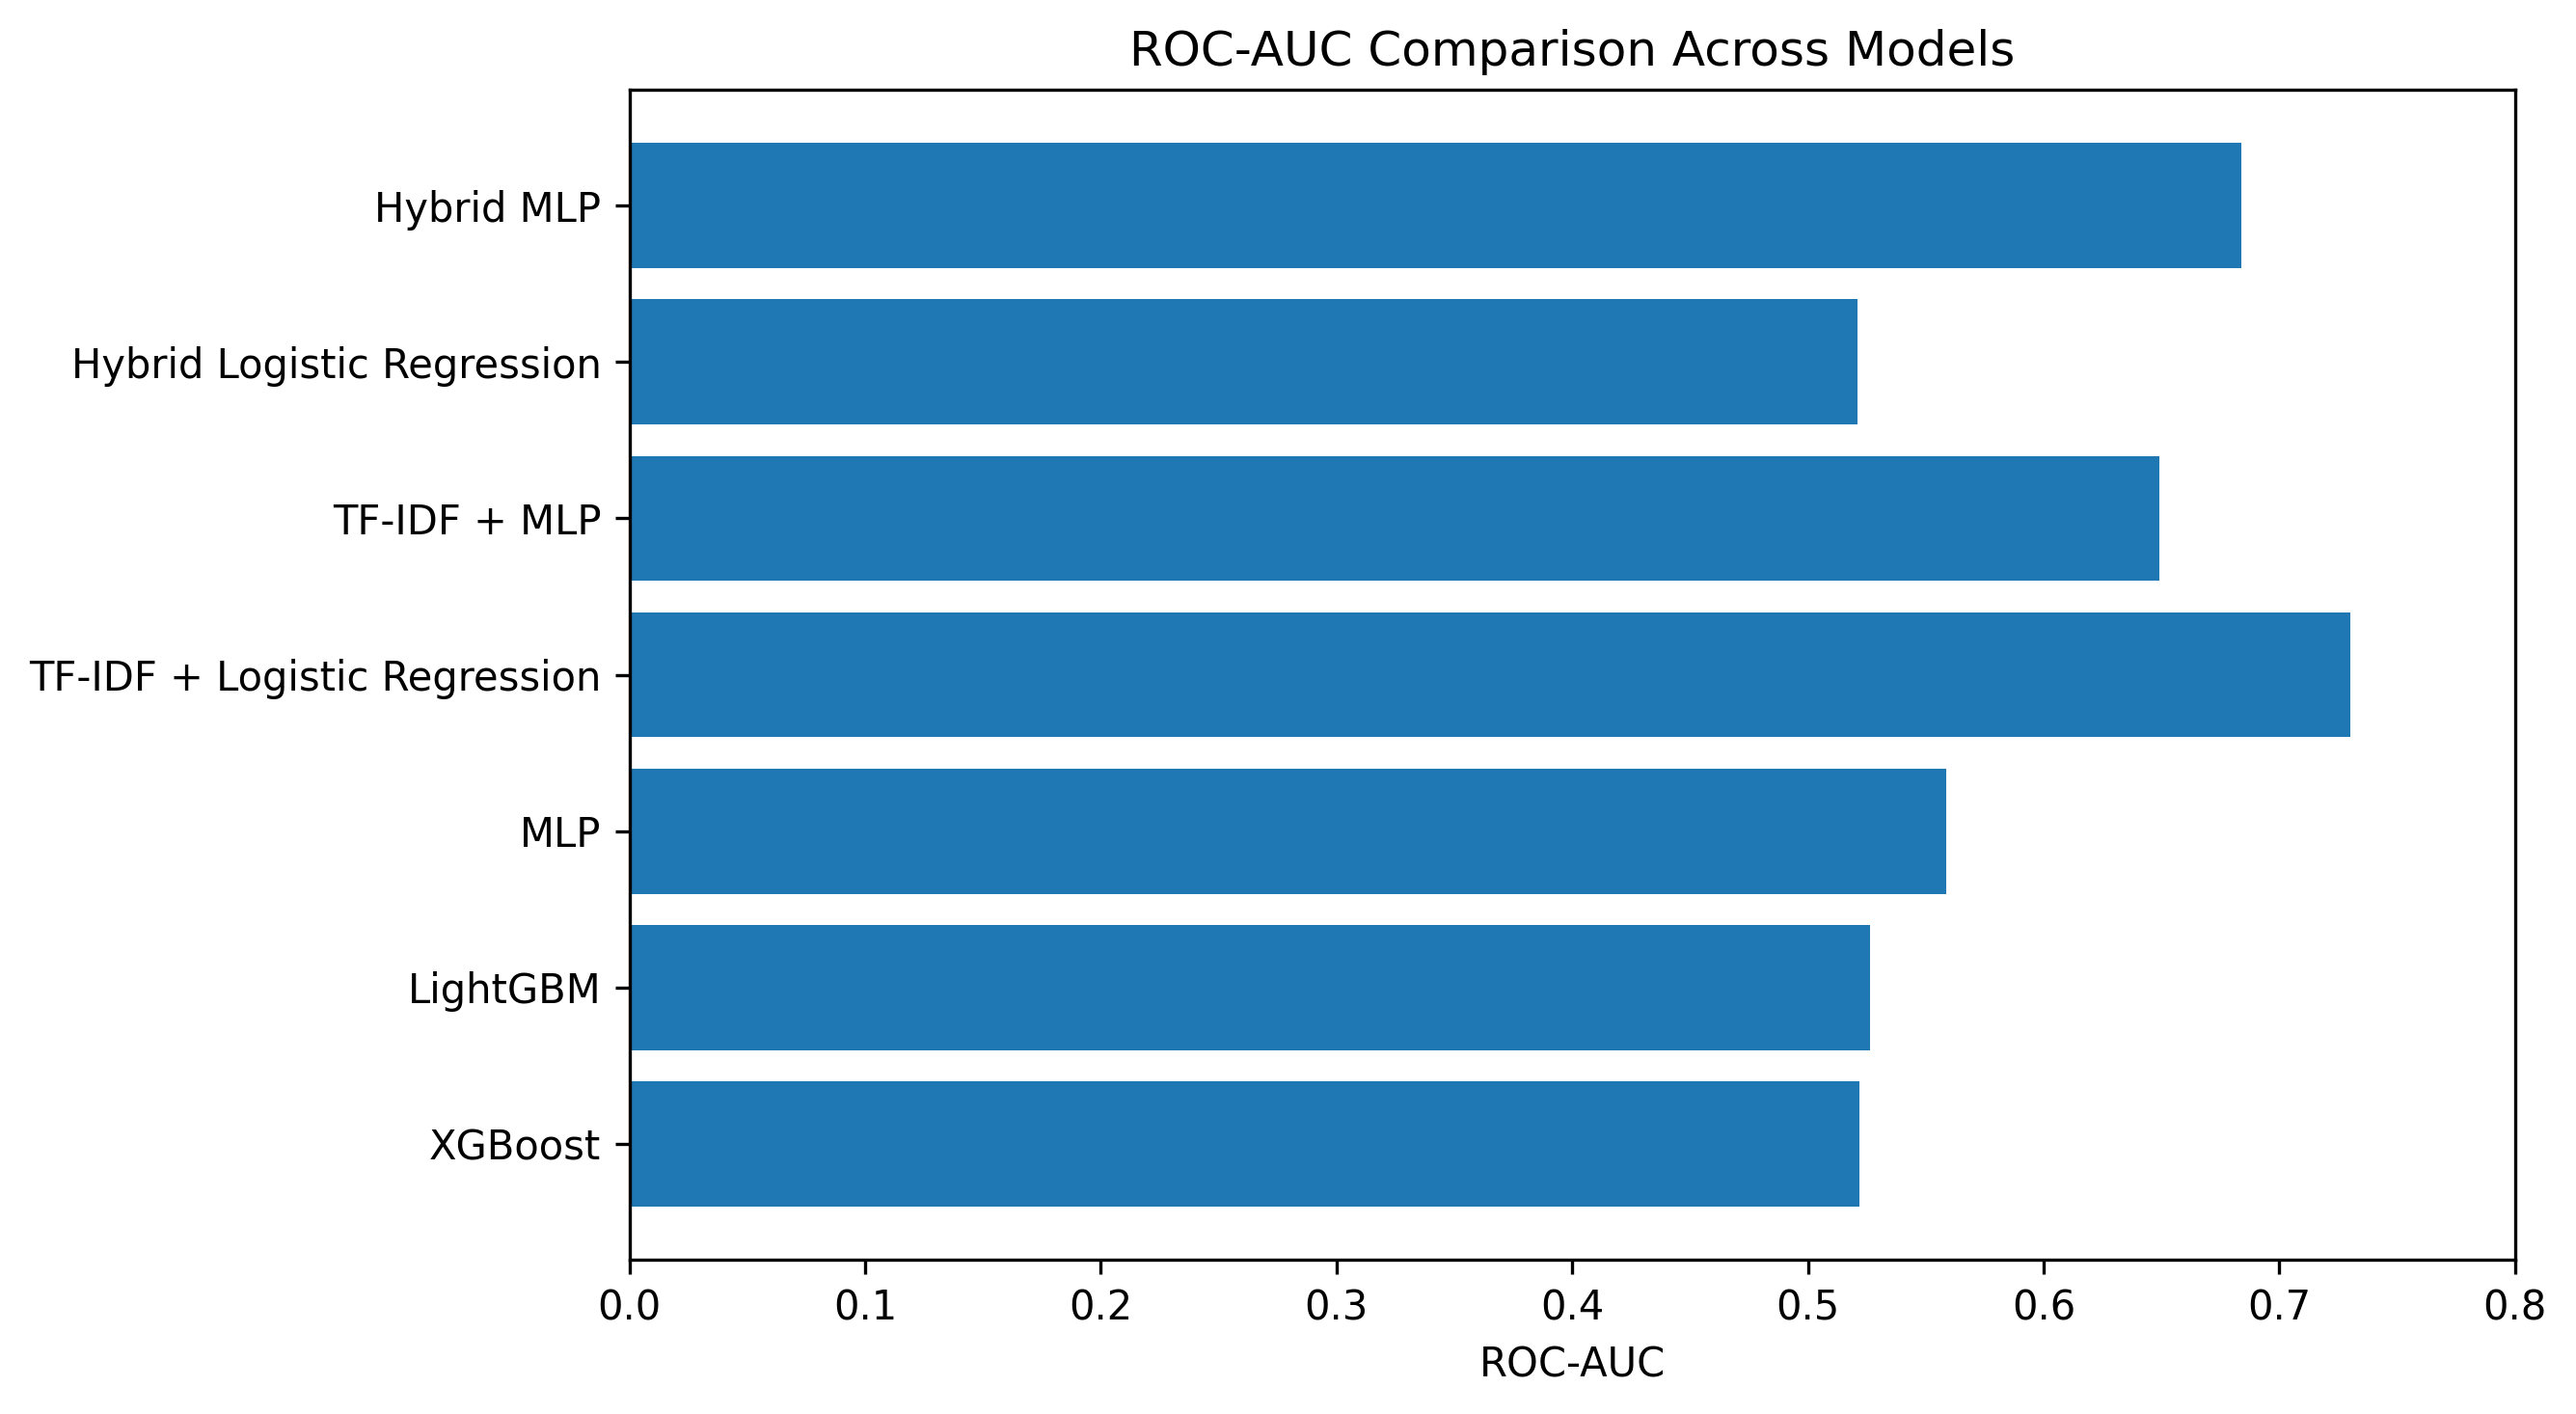 ROC-AUC Comparison Across Models
Hybrid MLP
Hybrid Logistic Regression
TF-IDF + MLP
TF-IDF + Logistic Regression
MLP
LightGBM
XGBoost
0.0 0.1 0.2 0.3 0.4 0.5 0.6 0.7 0.8
ROC-AUC